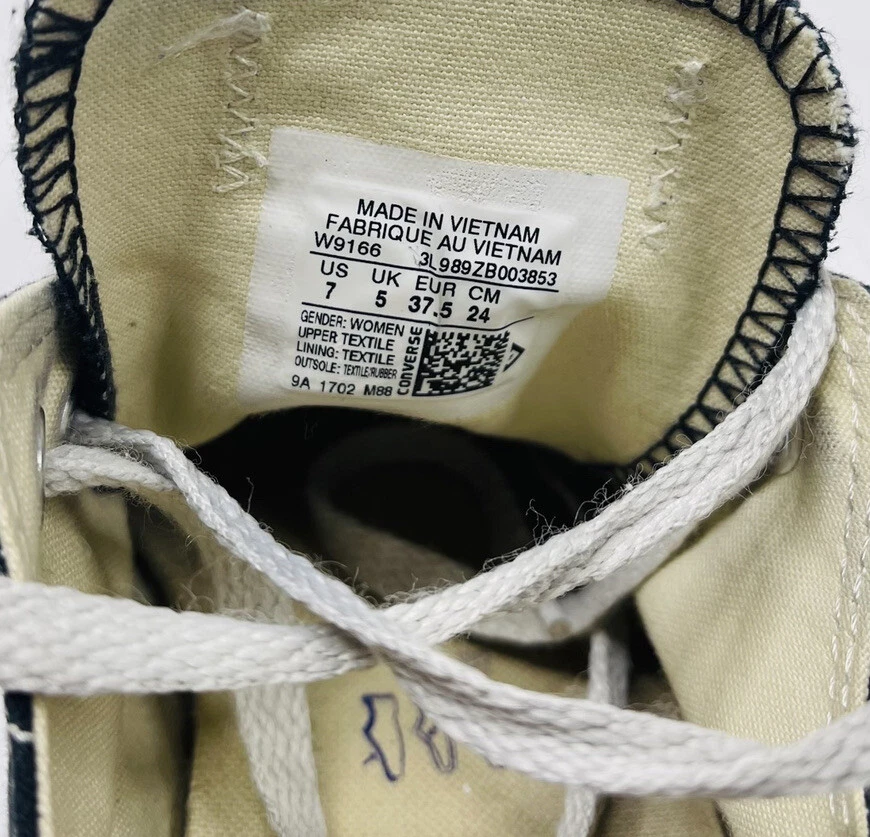 MADE IN VIETNAM
FABRIQUE AU VIETNAM
W9166 3L989ZB003853
US UK EUR CM
7 5 37.5 24
GENDER: WOMEN
UPPER TEXTILE
LINING: TEXTILE
OUTSOLE: TEXTILE/RUBBER
9A 1702 M88
CONVERSE